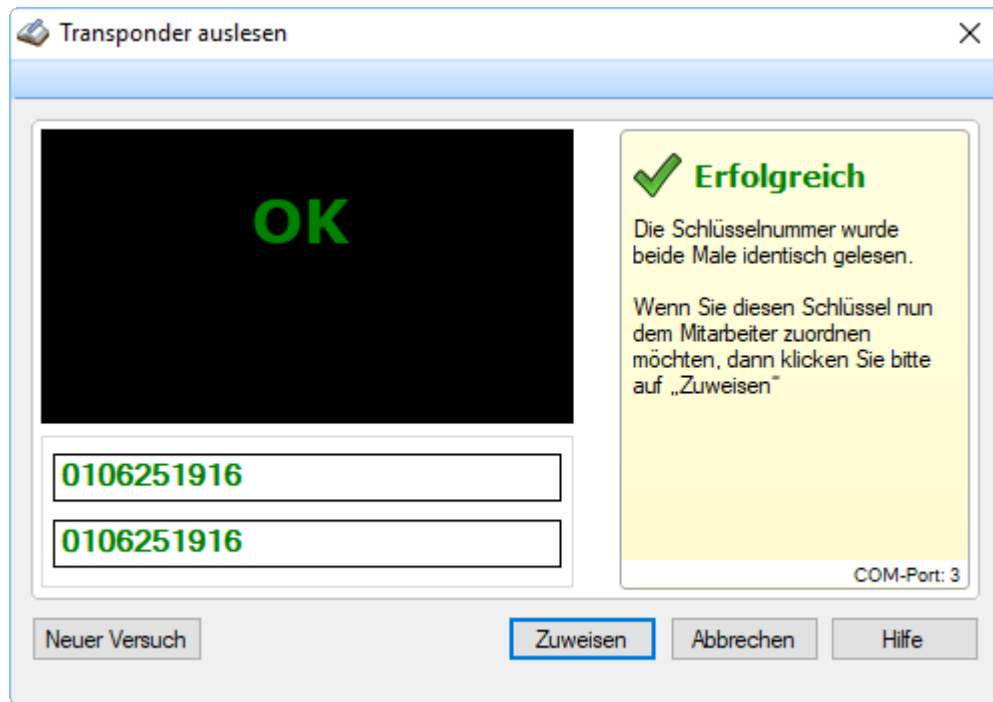 Transponder auslesen
OK
0106251916
0106251916
Erfolgreich
Die Schlüsselnummer wurde
beide Male identisch gelesen.
Wenn Sie diesen Schlüssel nun
dem Mitarbeiter zuordnen
möchten, dann klicken Sie bitte
auf „Zuweisen“
COM-Port: 3
Neuer Versuch
Zuweisen
Abbrechen
Hilfe